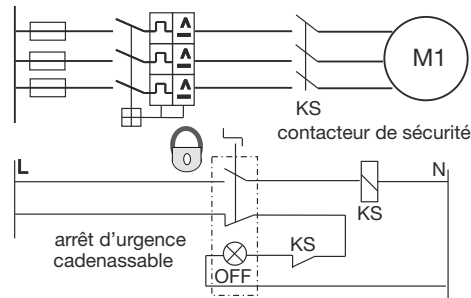 M1
KS
contacteur de sécurité
L
N
KS
arrêt d'urgence
cadenassable
KS
OFF